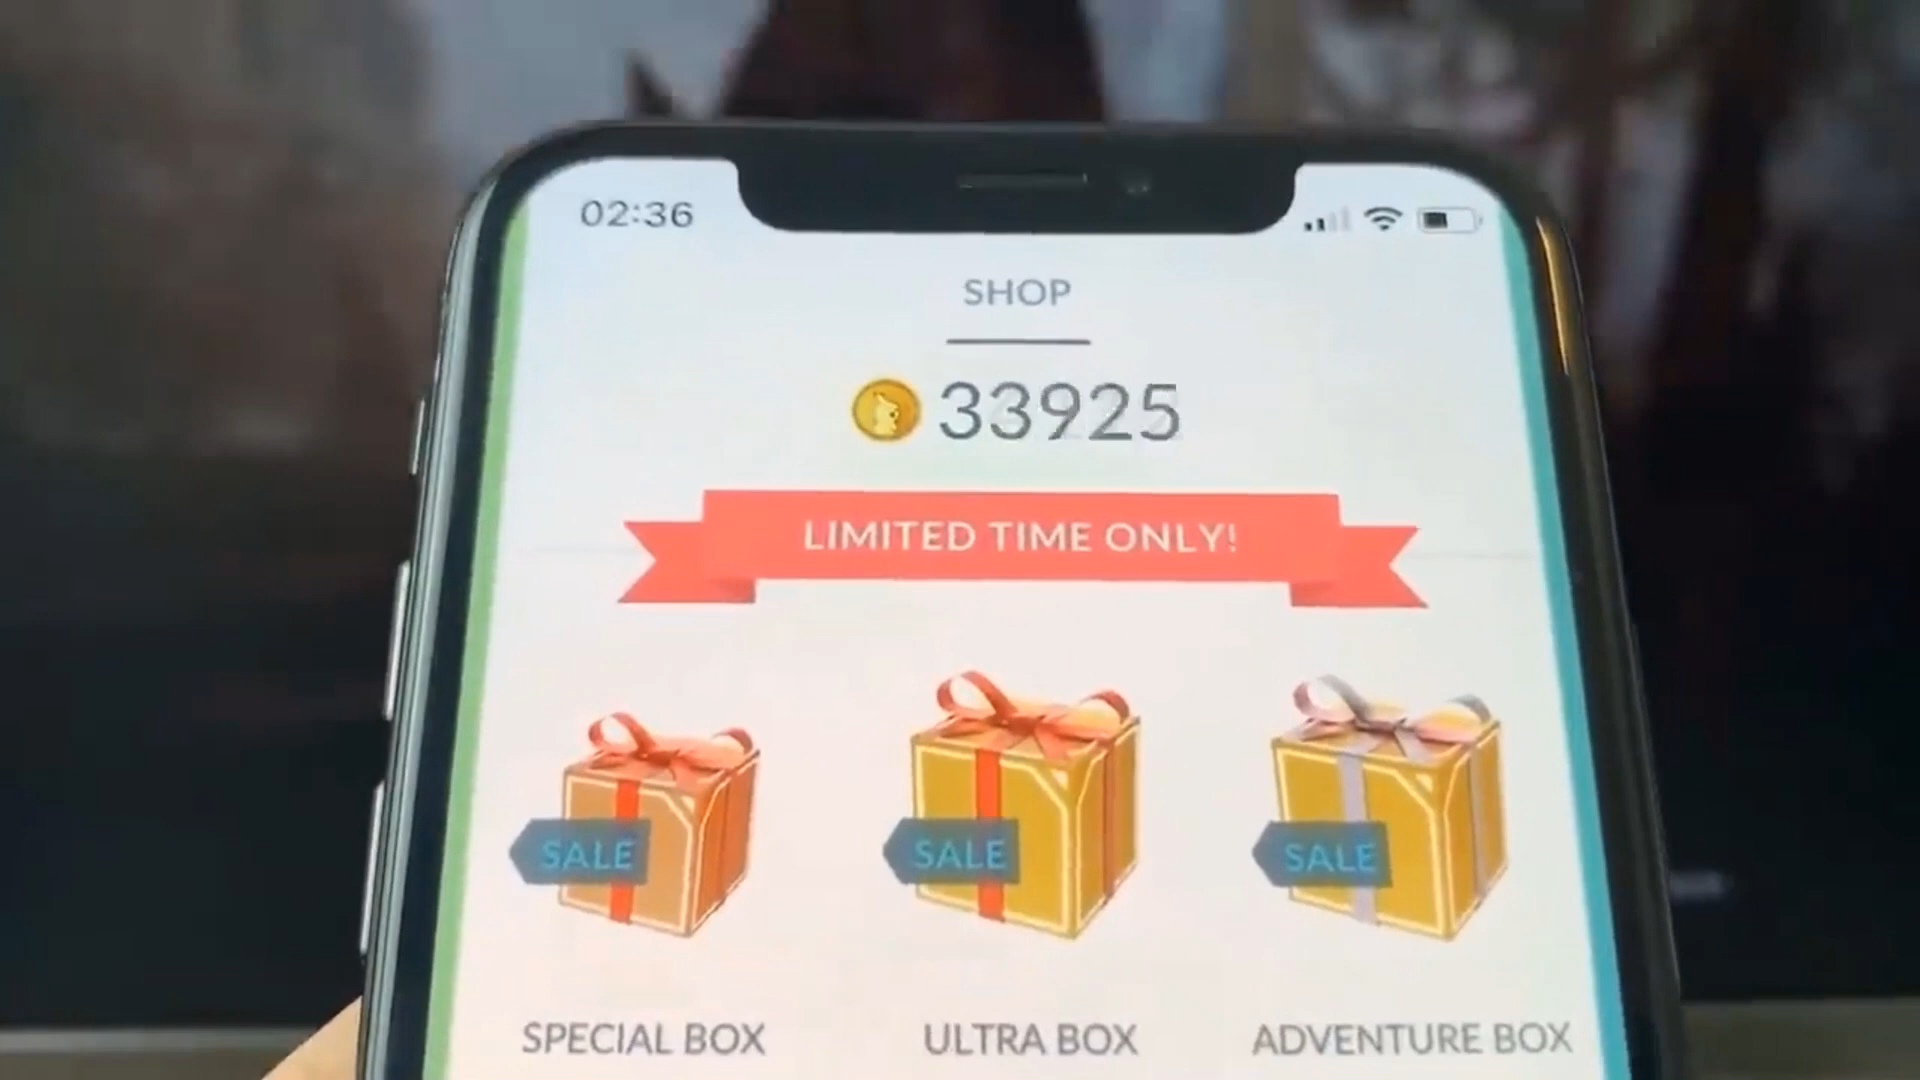 02:36
SHOP
33925
LIMITED TIME ONLY!
SALE
SALE
SALE
SPECIAL BOX
ULTRA BOX
ADVENTURE BOX